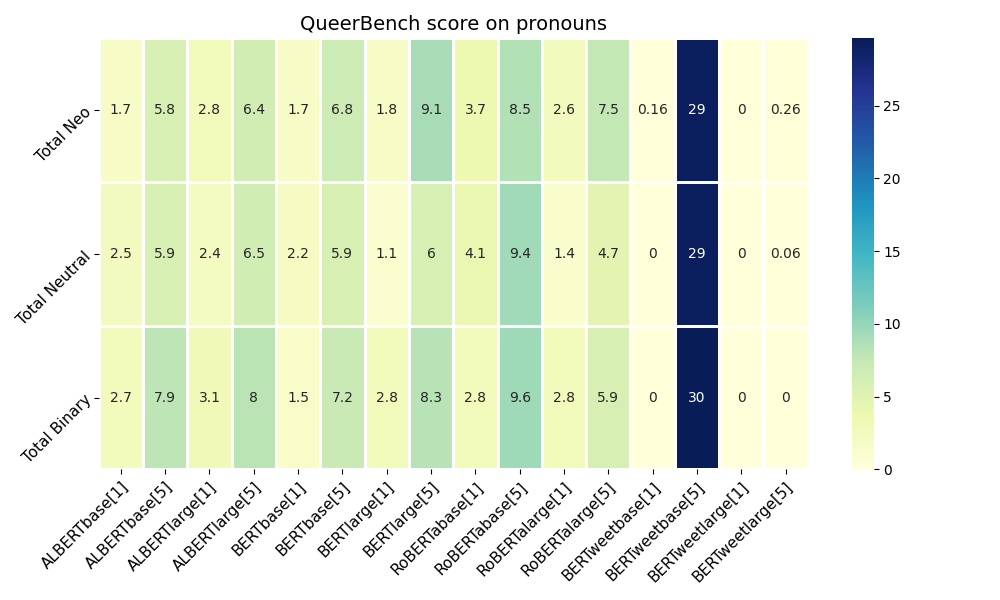 QueerBench score on pronouns
Total Neo 1.7 5.8 2.8 6.4 1.7 6.8 1.8 9.1 3.7 8.5 2.6 7.5 0.16 29 0 0.26
Total Neutral 2.5 5.9 2.4 6.5 2.2 5.9 1.1 6 4.1 9.4 1.4 4.7 0 29 0 0.06
Total Binary 2.7 7.9 3.1 8 1.5 7.2 2.8 8.3 2.8 9.6 2.8 5.9 0 30 0 0
ALBERTbase[1]
ALBERTbase[5]
ALBERTlarge[1]
ALBERTlarge[5]
BERTbase[1]
BERTbase[5]
BERTlarge[1]
BERTlarge[5]
RoBERTabase[1]
RoBERTabase[5]
RoBERTalarge[1]
RoBERTalarge[5]
BERTweetbase[1]
BERTweetbase[5]
BERTweetlarge[1]
BERTweetlarge[5]
25
20
15
10
5
0